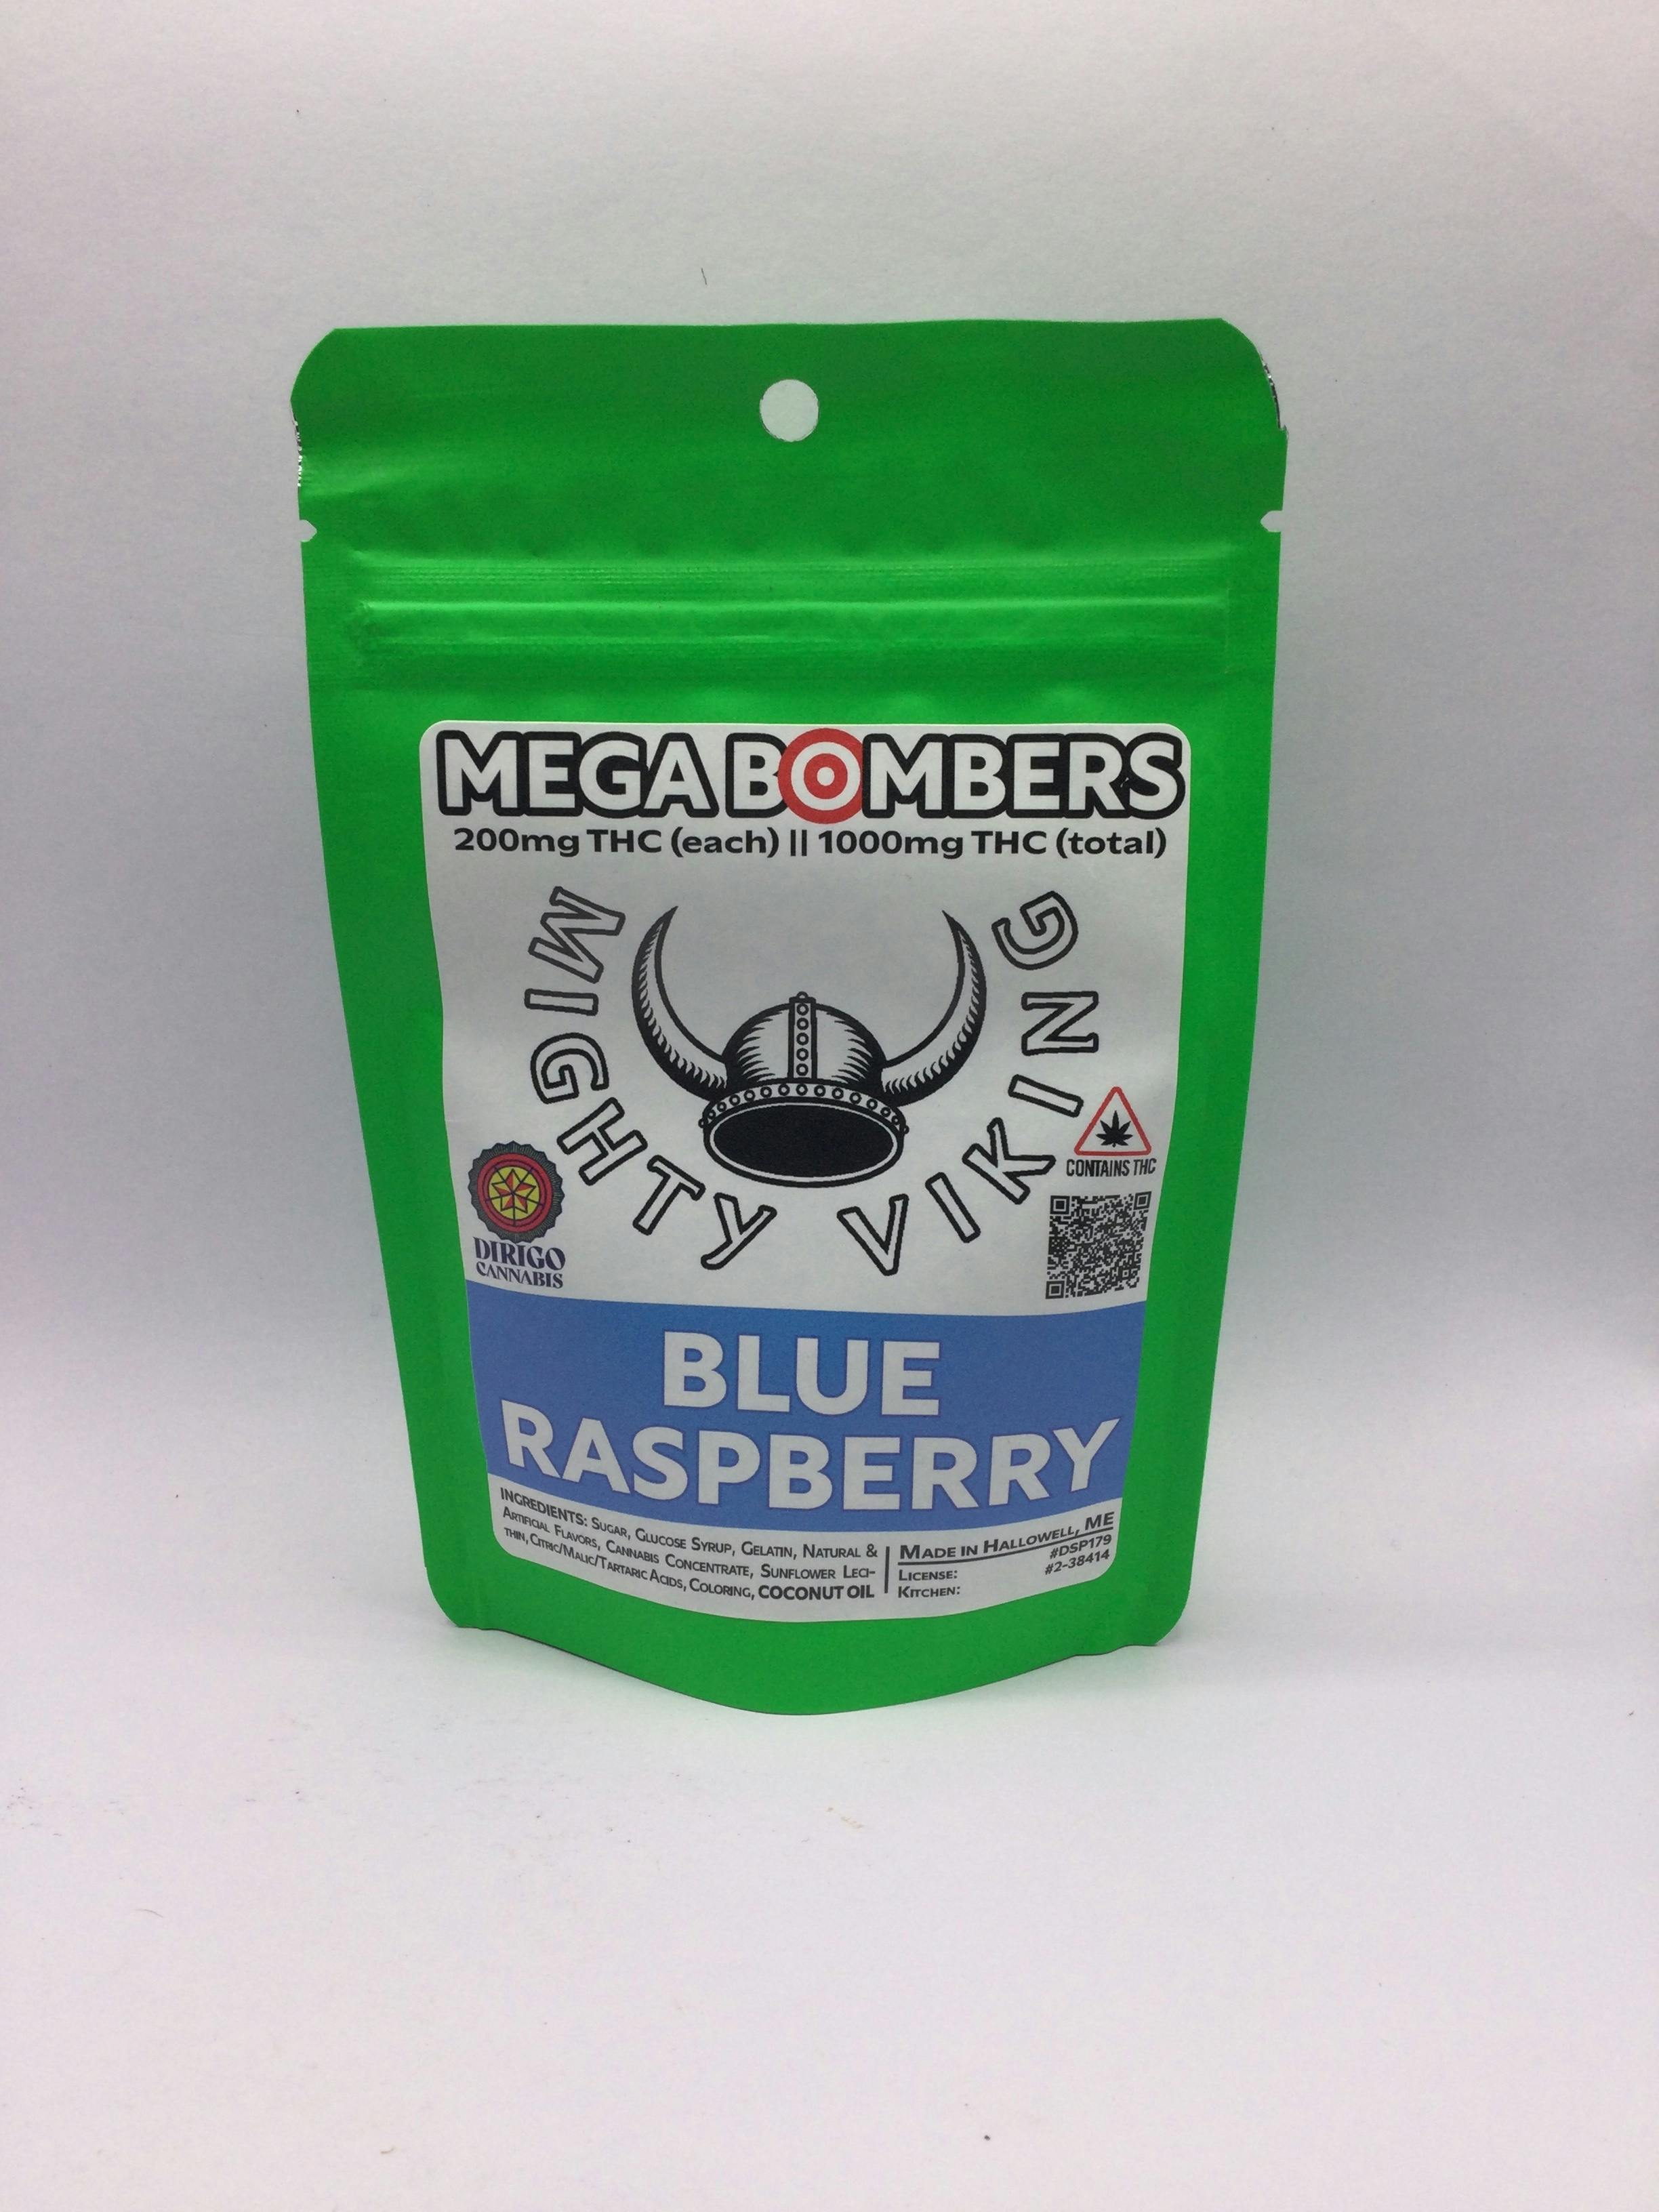 MEGA BOMBERS
200mg THC (each) || 1000mg THC (total)
MIGHTY VIKING
CONTAINS THC
DIRIGO
CANNABIS
BLUE
RASPBERRY
INGREDIENTS: SUGAR, GLUCOSE SYRUP, GELATIN, NATURAL &
ARTIFICIAL FLAVORS, CANNABIS CONCENTRATE, SUNFLOWER LECI-
THIN, CITRIC/MALIC/TARTARIC ACIDS, COLORING, COCONUT OIL
MADE IN HALLOWELL, ME
LICENSE: #DSP179
KITCHEN: #2-38414